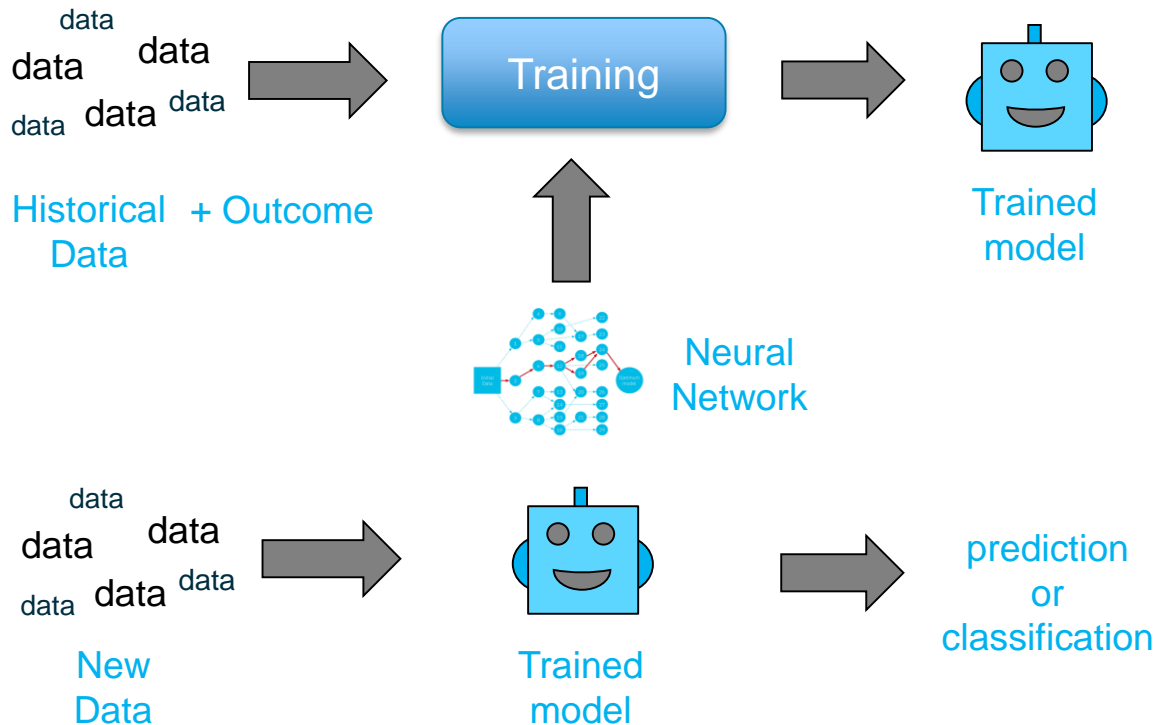 data
data
data
data
data
data
Training
Historical + Outcome
Data
Trained
model
Neural
Network
data
data
data
data
data
data
New
Data
Trained
model
prediction
or
classification